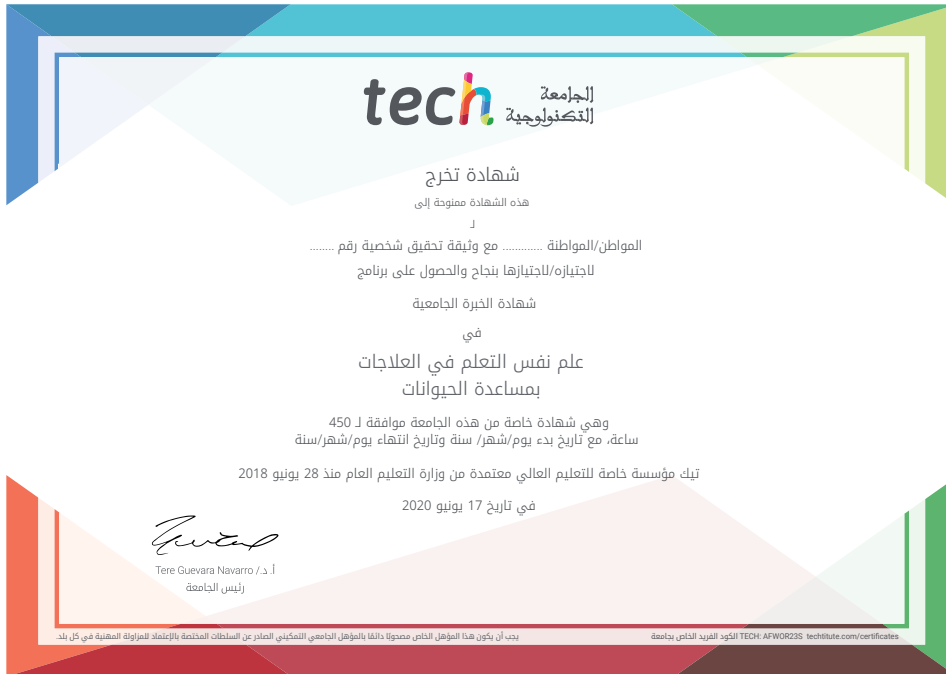 tech الجامعة
التكنولوجية
شهادة تخرج
هذه الشهادة ممنوحة إلى
لـ
المواطن/المواطنة ............. مع وثيقة تحقيق شخصية رقم ........
لاجتيازه/لاجتيازها بنجاح والحصول على برنامج
شهادة الخبرة الجامعية
في
علم نفس التعلم في العلاجات
بمساعدة الحيوانات
وهي شهادة خاصة من هذه الجامعة موافقة لـ 450
ساعة، مع تاريخ بدء يوم/شهر/ سنة وتاريخ انتهاء يوم/شهر/سنة
تيك مؤسسة خاصة للتعليم العالي معتمدة من وزارة التعليم العام منذ 28 يونيو 2018
في تاريخ 17 يونيو 2020
أ. د./ Tere Guevara Navarro
رئيس الجامعة
يجب أن يكون هذا المؤهل الخاص مصحوبًا دائمًا بالمؤهل الجامعي التمكيني الصادر عن السلطات المختصة بالإعتماد للمزاولة المهنية في كل بلد.
الكود الفريد الخاص بجامعة TECH: AFWOR23S techtitute.com/certificates